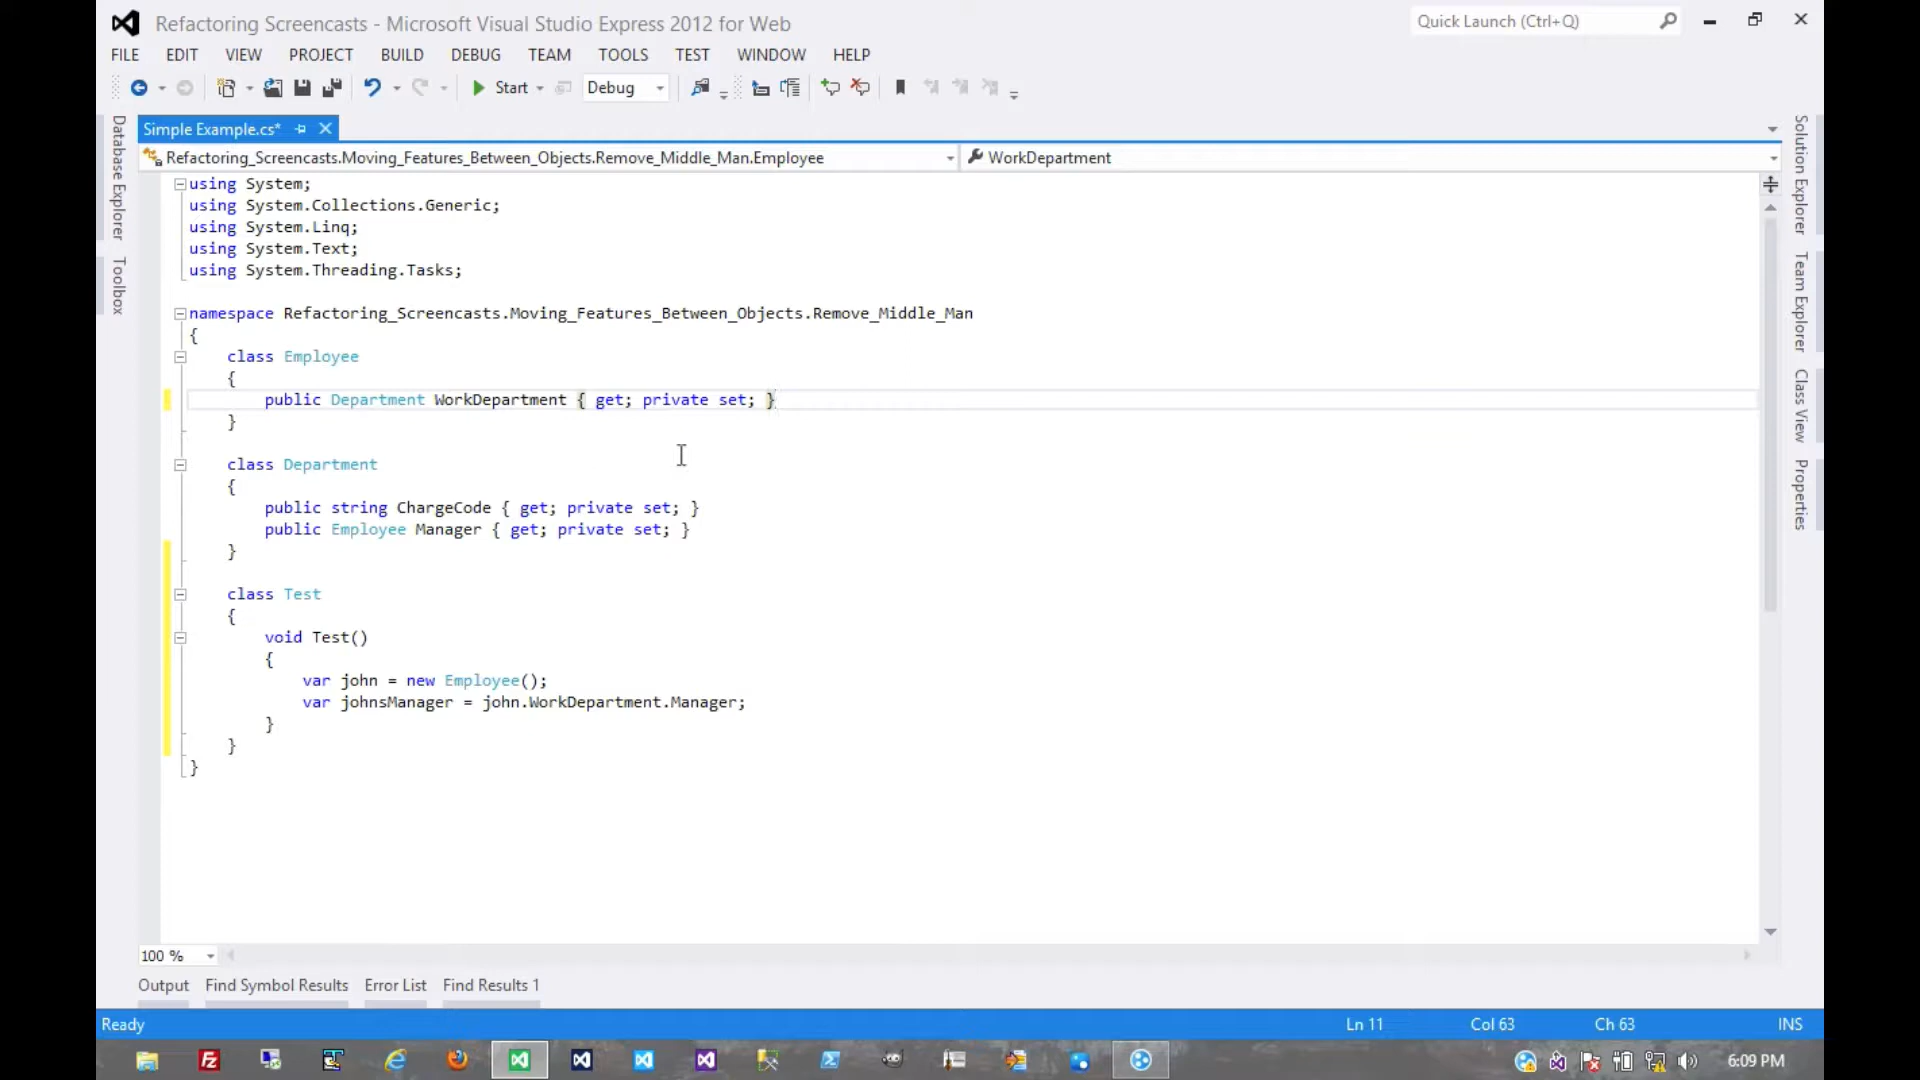 Refactoring Screencasts - Microsoft Visual Studio Express 2012 for Web
Quick Launch (Ctrl+Q)
FILE EDIT VIEW PROJECT BUILD DEBUG TEAM TOOLS TEST WINDOW HELP
Start Debug
Database Explorer
Toolbox
Simple Example.cs*
Refactoring_Screencasts.Moving_Features_Between_Objects.Remove_Middle_Man.Employee
WorkDepartment
using System;
using System.Collections.Generic;
using System.Linq;
using System.Text;
using System.Threading.Tasks;
namespace Refactoring_Screencasts.Moving_Features_Between_Objects.Remove_Middle_Man
{
class Employee
{
public Department WorkDepartment { get; private set; }
}
class Department
{
public string ChargeCode { get; private set; }
public Employee Manager { get; private set; }
}
class Test
{
void Test()
{
var john = new Employee();
var johnsManager = john.WorkDepartment.Manager;
}
}
}
Solution Explorer
Team Explorer
Class View
Properties
100 %
Output Find Symbol Results Error List Find Results 1
Ready Ln 11 Col 63 Ch 63 INS
6:09 PM